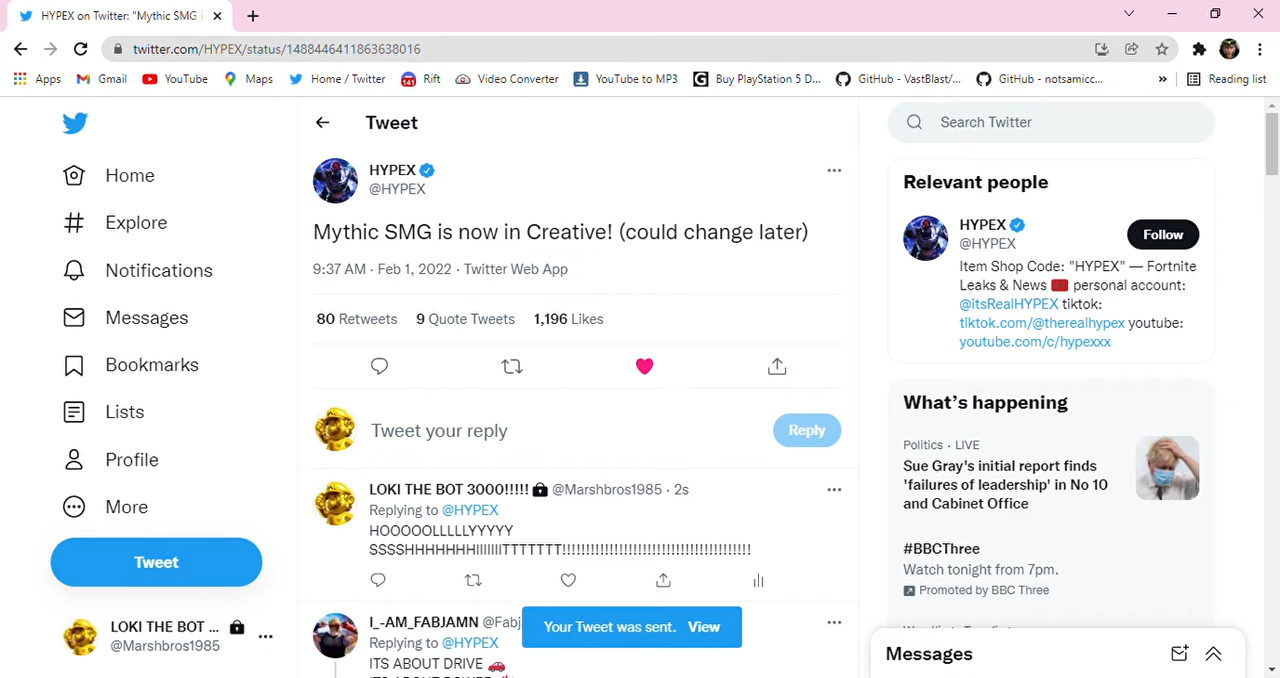 HYPEX on Twitter: "Mythic SMG i
twitter.com/HYPEX/status/1488446411863638016
Apps
Gmail
YouTube
Maps
Home / Twitter
141
Rift
Video Converter
YouTube to MP3
Buy PlayStation 5 D...
GitHub - VastBlast/...
GitHub - notsamicc...
»
Reading list
Home
Explore
Notifications
Messages
Bookmarks
Lists
Profile
More
Tweet
LOKI THE BOT ...
@Marshbros1985
Tweet
HYPEX
@HYPEX
Mythic SMG is now in Creative! (could change later)
9:37 AM · Feb 1, 2022 · Twitter Web App
80 Retweets 9 Quote Tweets 1,196 Likes
Tweet your reply
Reply
LOKI THE BOT 3000!!!!! @Marshbros1985 · 2s
Replying to @HYPEX
HOOOOOLLLLLYYYYY
SSSSHHHHHHHIIIIIIITTTTTTT!!!!!!!!!!!!!!!!!!!!!!!!!!!!!!!!!!!!!!!!
I_-AM_FABJAMN @Fabj
Replying to @HYPEX
ITS ABOUT DRIVE
Your Tweet was sent. View
Search Twitter
Relevant people
HYPEX
@HYPEX
Follow
Item Shop Code: "HYPEX" — Fortnite
Leaks & News personal account:
@itsRealHYPEX tiktok:
tiktok.com/@therealhypex youtube:
youtube.com/c/hypexxx
What's happening
Politics · LIVE
Sue Gray's initial report finds
'failures of leadership' in No 10
and Cabinet Office
#BBCThree
Watch tonight from 7pm.
Promoted by BBC Three
Messages